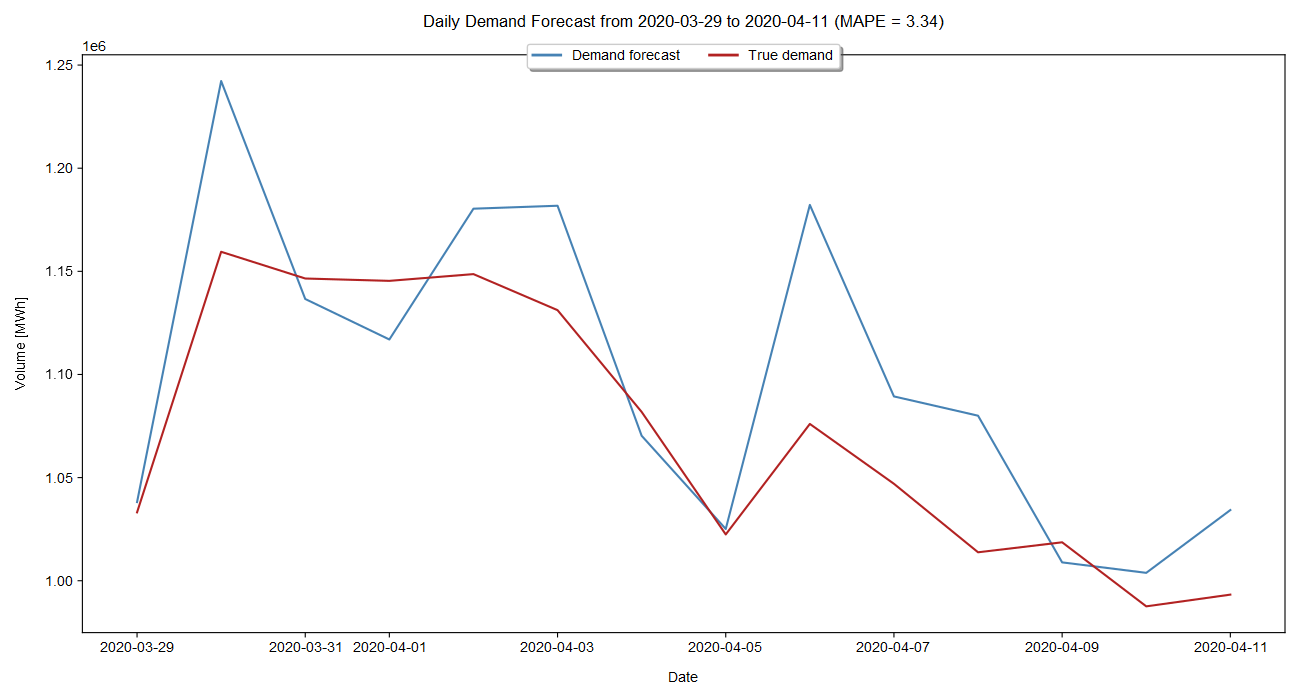 Daily Demand Forecast from 2020-03-29 to 2020-04-11 (MAPE = 3.34)
1e6
Demand forecast True demand
1.25
1.20
1.15
1.10
1.05
1.00
Volume [MWh]
2020-03-29 2020-03-31 2020-04-01 2020-04-03 2020-04-05 2020-04-07 2020-04-09 2020-04-11
Date